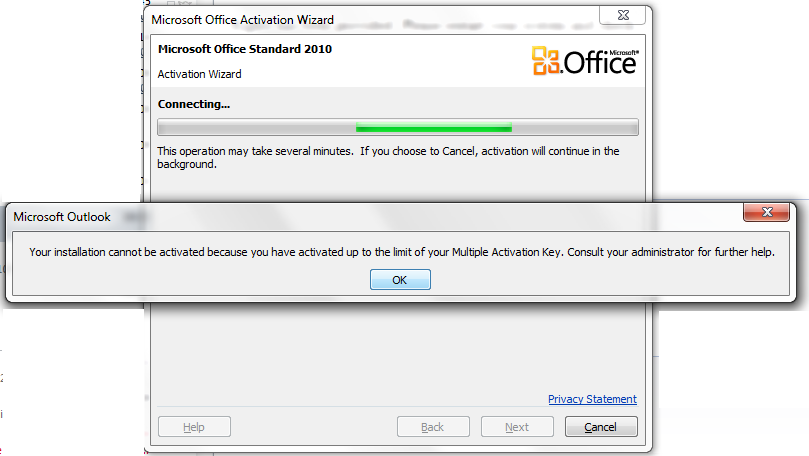 Microsoft Office Activation Wizard
Microsoft Office Standard 2010
Activation Wizard
Microsoft®
Office
Connecting...
This operation may take several minutes. If you choose to Cancel, activation will continue in the
background.
Microsoft Outlook
Your installation cannot be activated because you have activated up to the limit of your Multiple Activation Key. Consult your administrator for further help.
OK
Privacy Statement
Help
Back
Next
Cancel